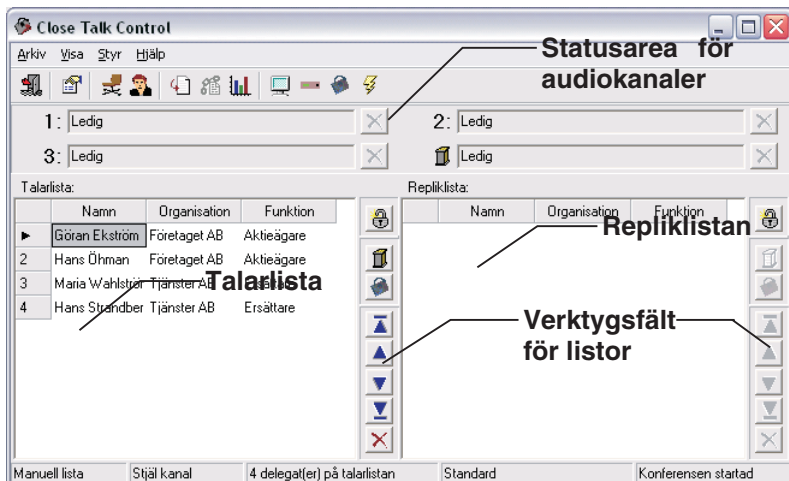 Close Talk Control
Arkiv Visa Styr Hjälp
Statusarea för
audiokanaler
1: Ledig
2: Ledig
3: Ledig
Ledig
Talarlista:
Repliklista:
Namn Organisation Funktion
Namn Organisation Funktion
Göran Ekström Företaget AB Aktieägare
2 Hans Öhman Företaget AB Aktieägare
3 Maria Wahlströr Tjänster AB
4 Hans Strandber Tjänster AB Ersättare
Repliklistan
Talarlista
Verktygsfält
för listor
Manuell lista Stjäl kanal 4 delegat(er) på talarlistan Standard Konferensen startad